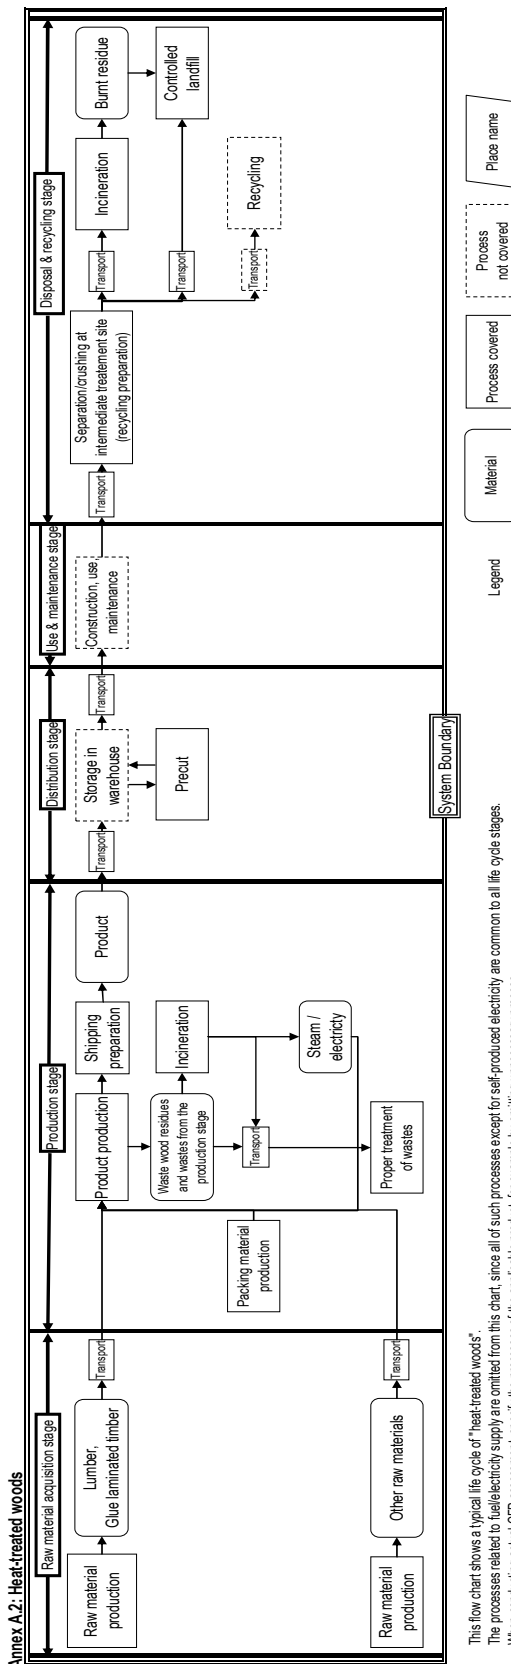 Annex A.2: Heat-treated woods
Raw material acquisition stage
Production stage
Distribution stage
Use & maintenance stage
Disposal & recycling stage
Raw material
production
Lumber,
Glue laminated timber
Transport
Product production
Shipping
preparation
Product
Transport
Storage in
warehouse
Transport
Construction, use,
maintenance
Transport
Separation/crushing at
intermediate treatement site
(recycling preparation)
Transport
Incineration
Burnt residue
Waste wood residues
and wastes from the
production stage
Incineration
Precut
Transport
Controlled
landfill
Transport
Steam /
electricty
Transport
Recycling
Packing material
production
Proper treatment
of wastes
Raw material
production
Other raw materials
Transport
System Boundary
This flow chart shows a typical life cycle of "heat-treated woods".
The processes related to fuel/electricity supply are omitted from this chart, since all of such processes except for self-produced electricity are common to all life cycle stages.
Legend
Material
Process covered
Process
not covered
Place name